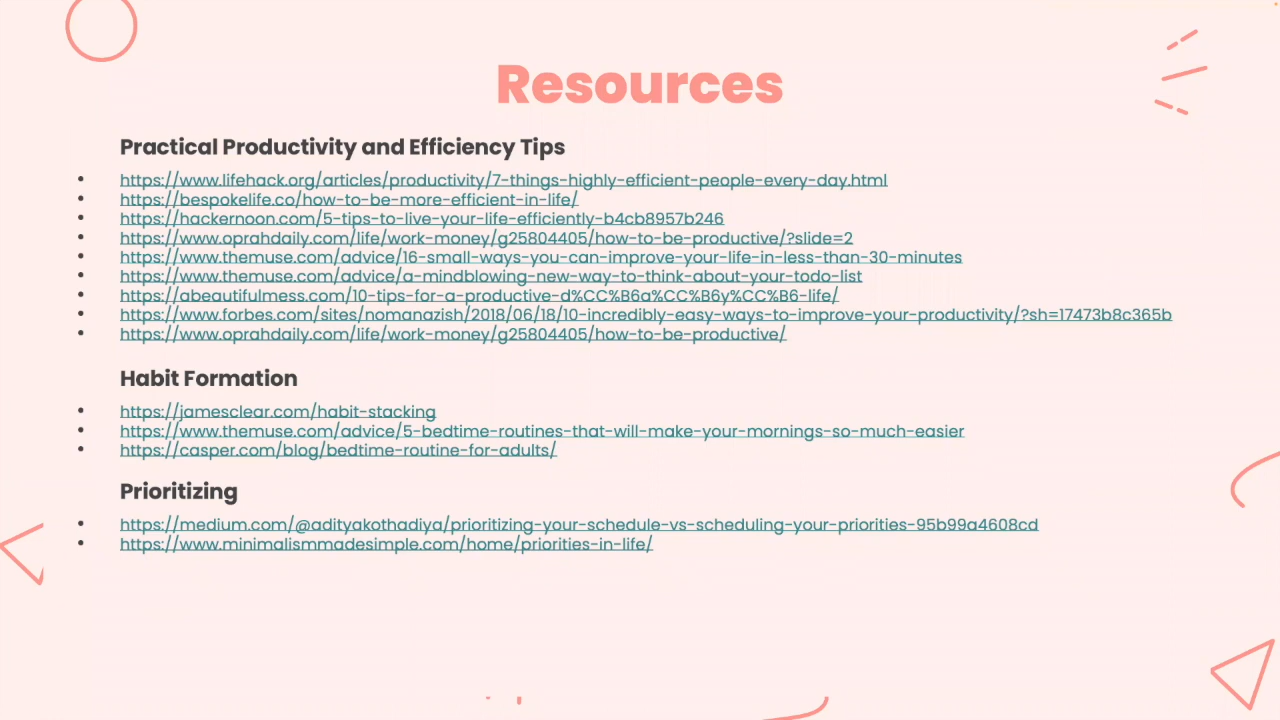 Resources
Practical Productivity and Efficiency Tips
• https://www.lifehack.org/articles/productivity/7-things-highly-efficient-people-every-day.html
• https://bespokelife.co/how-to-be-more-efficient-in-life/
• https://hackernoon.com/5-tips-to-live-your-life-efficiently-b4cb8957b246
• https://www.oprahdaily.com/life/work-money/g25804405/how-to-be-productive/?slide=2
• https://www.themuse.com/advice/16-small-ways-you-can-improve-your-life-in-less-than-30-minutes
• https://www.themuse.com/advice/a-mindblowing-new-way-to-think-about-your-todo-list
• https://abeautifulmess.com/10-tips-for-a-productive-d%CC%B6a%CC%B6y%CC%B6-life/
• https://www.forbes.com/sites/nomanazish/2018/06/18/10-incredibly-easy-ways-to-improve-your-productivity/?sh=17473b8c365b
• https://www.oprahdaily.com/life/work-money/g25804405/how-to-be-productive/
Habit Formation
• https://jamesclear.com/habit-stacking
• https://www.themuse.com/advice/5-bedtime-routines-that-will-make-your-mornings-so-much-easier
• https://casper.com/blog/bedtime-routine-for-adults/
Prioritizing
• https://medium.com/@adityakothadiya/prioritizing-your-schedule-vs-scheduling-your-priorities-95b99a4608cd
• https://www.minimalismmadesimple.com/home/priorities-in-life/